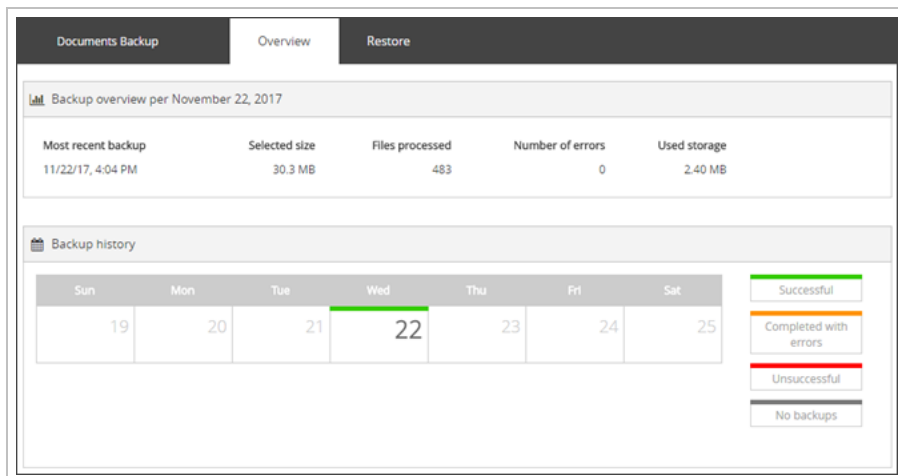 Documents Backup Overview Restore
Backup overview per November 22, 2017
Most recent backup Selected size Files processed Number of errors Used storage
11/22/17, 4:04 PM 30.3 MB 483 0 2.40 MB
Backup history
Sun Mon Tue Wed Thu Fri Sat
19 20 21 22 23 24 25
Successful
Completed with
errors
Unsuccessful
No backups